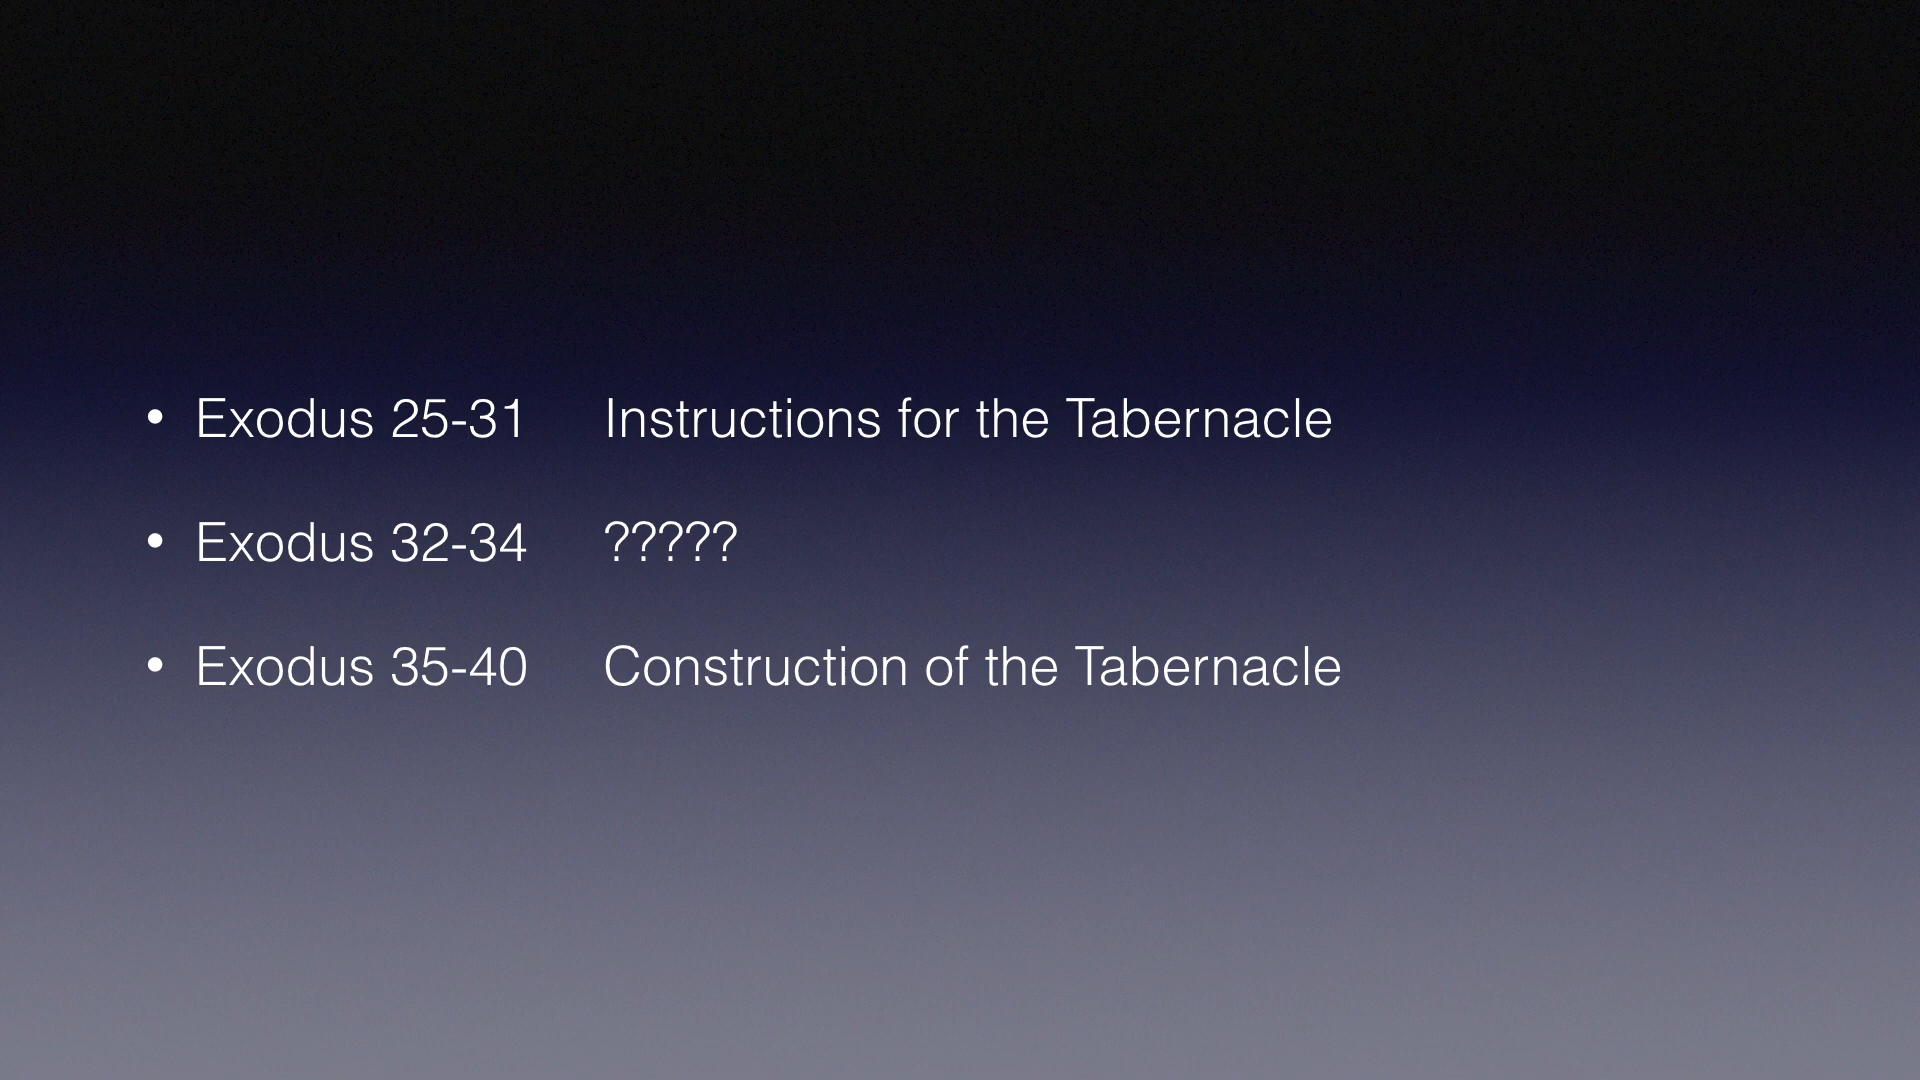 • Exodus 25-31 Instructions for the Tabernacle
• Exodus 32-34 ?????
• Exodus 35-40 Construction of the Tabernacle